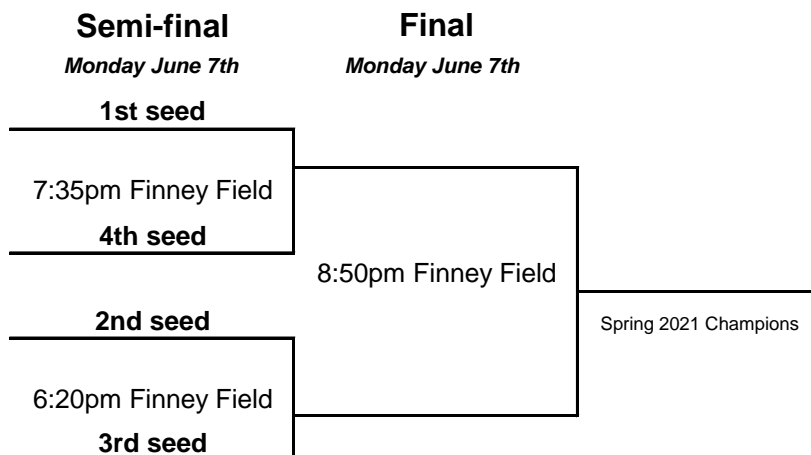 Semi-final
Final
Monday June 7th
Monday June 7th
1st seed
7:35pm Finney Field
4th seed
8:50pm Finney Field
2nd seed
Spring 2021 Champions
6:20pm Finney Field
3rd seed